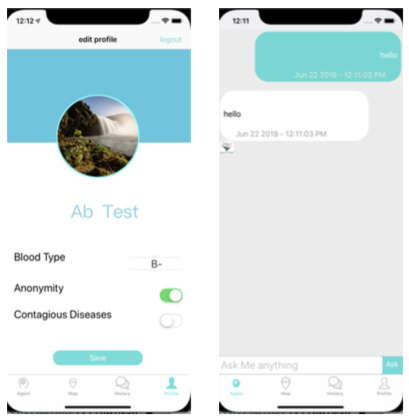 12:12
edit profile
logout
Ab Test
Blood Type
B-
Anonymity
Contagious Diseases
Save
Agent
Map
History
Profile
12:11
hello
Jun 22 2019 - 12:11:03 PM
hello
Jun 22 2019 - 12:11:03 PM
Ask Me anything
Ask
Agent
Map
History
Profile